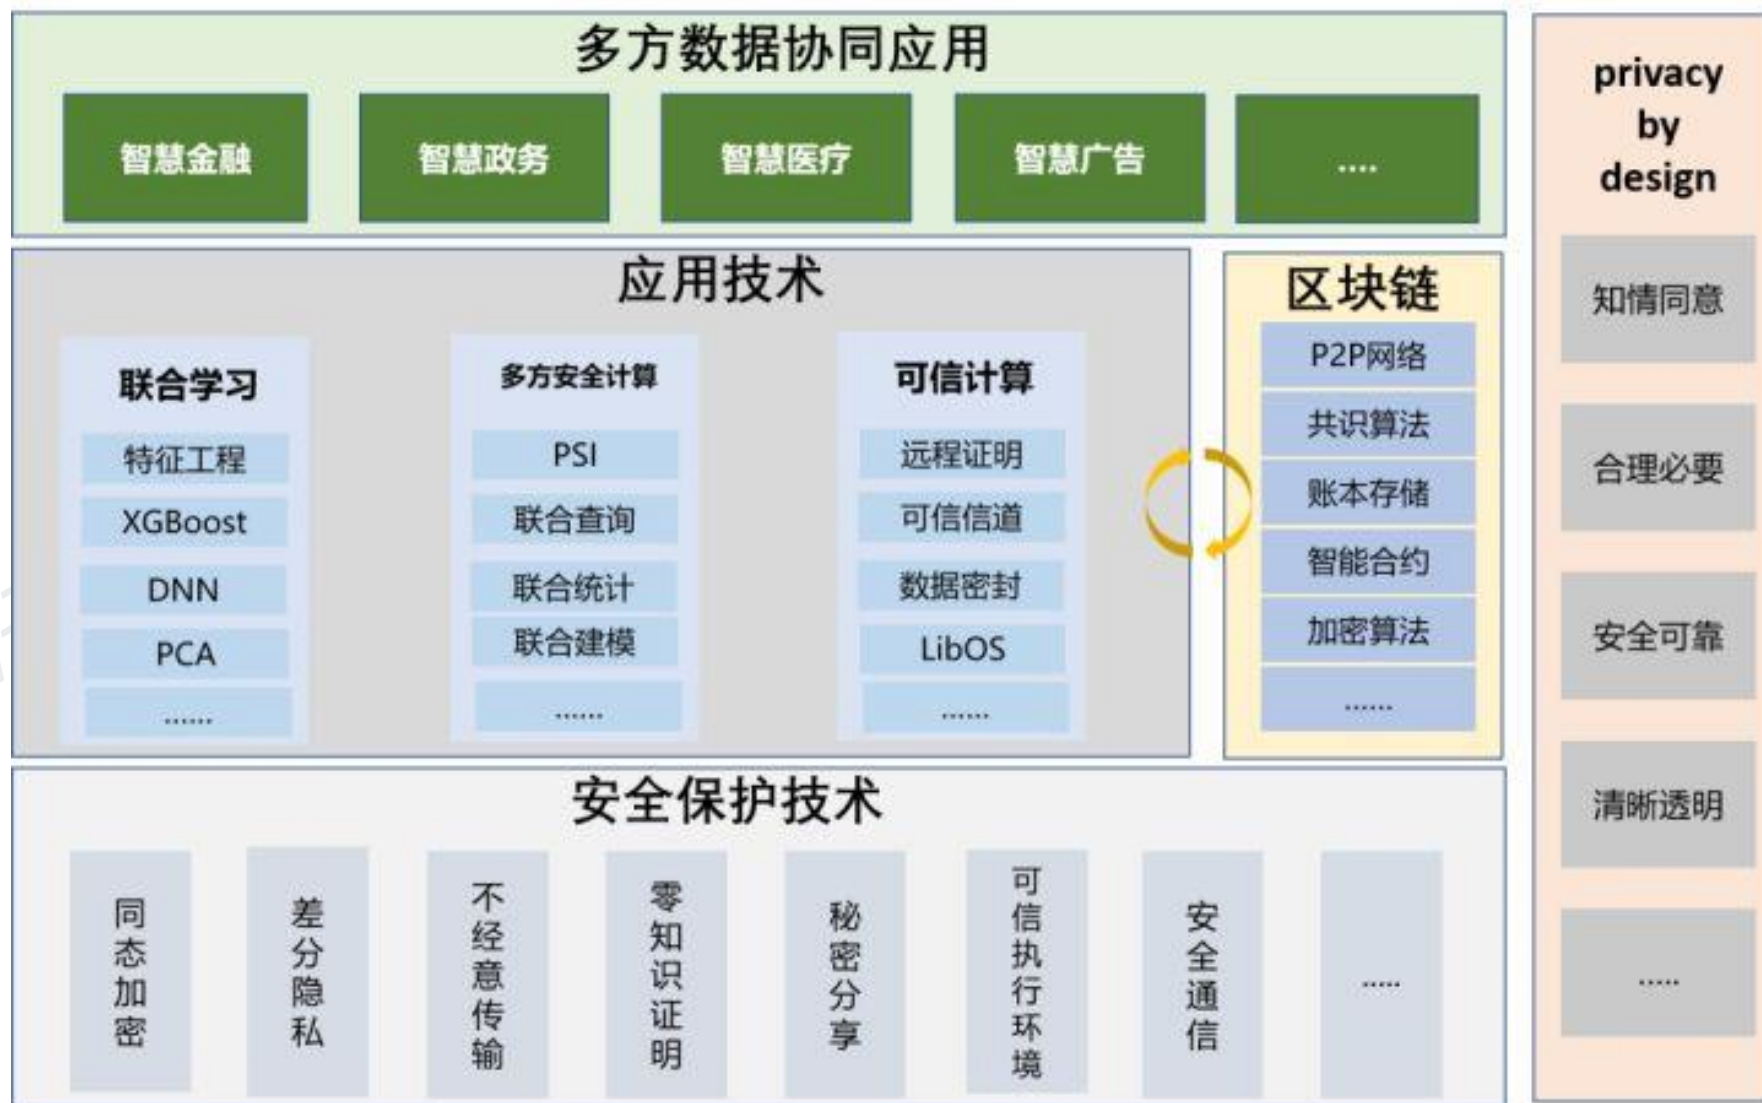 多方数据协同应用
智慧金融
智慧政务
智慧医疗
智慧广告
....
应用技术
联合学习
特征工程
XGBoost
DNN
PCA
......
多方安全计算
PSI
联合查询
联合统计
联合建模
......
可信计算
远程证明
可信信道
数据密封
LibOS
......
区块链
P2P网络
共识算法
账本存储
智能合约
加密算法
......
安全保护技术
同态加密
差分隐私
不经意传输
零知识证明
秘密分享
可信执行环境
安全通信
.....
privacy
by
design
知情同意
合理必要
安全可靠
清晰透明
.....